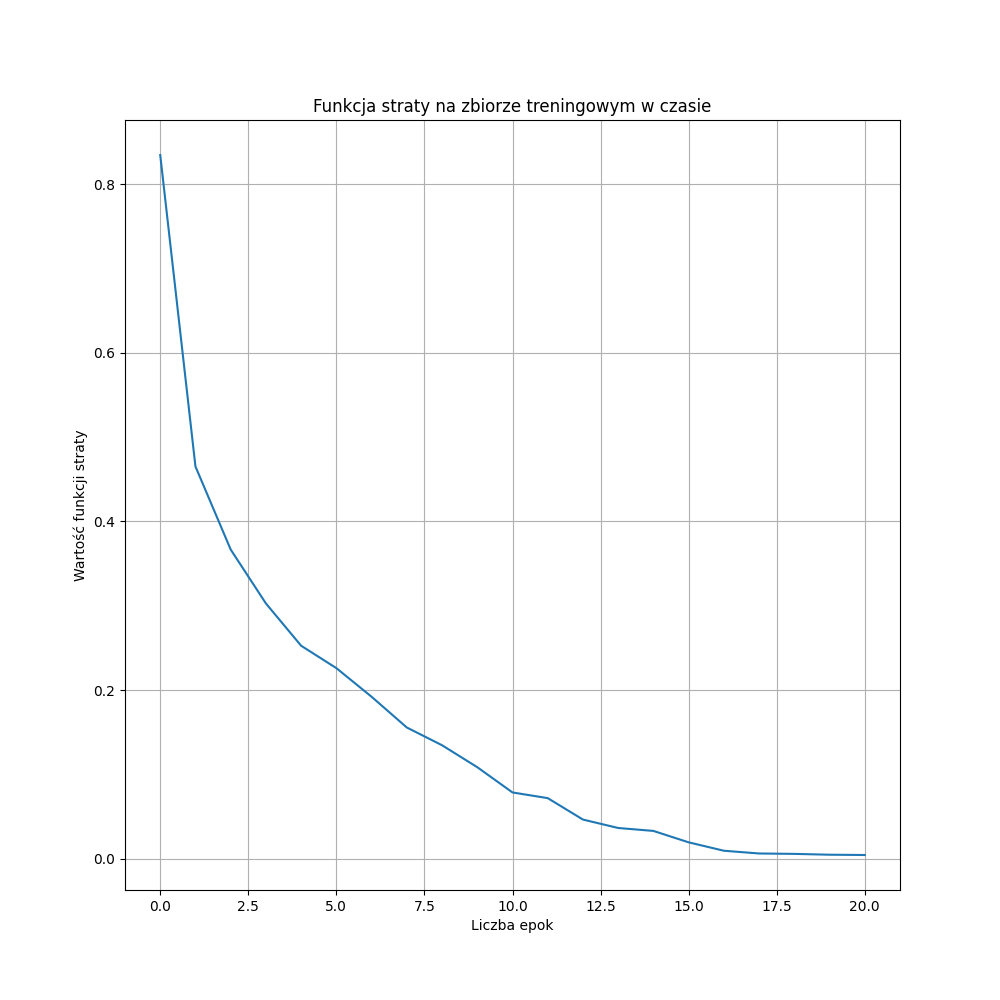 Funkcja straty na zbiorze treningowym w czasie
0.8
0.6
0.4
0.2
0.0
Wartość funkcji straty
0.0 2.5 5.0 7.5 10.0 12.5 15.0 17.5 20.0
Liczba epok